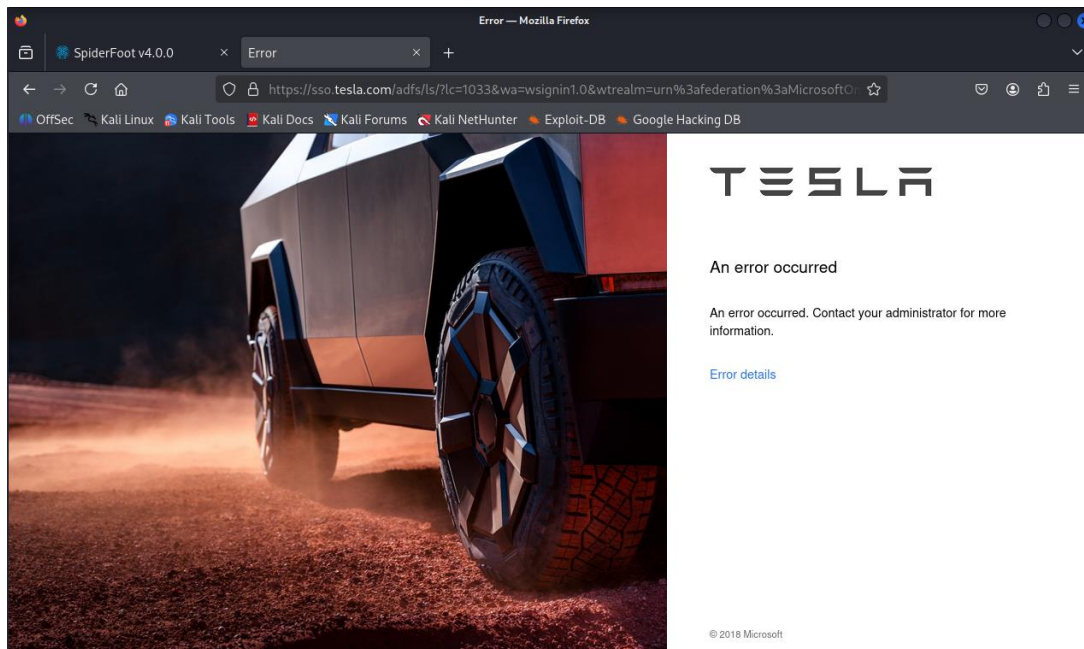 Error — Mozilla Firefox
SpiderFoot v4.0.0
Error
https://sso.tesla.com/adfs/ls/?lc=1033&wa=wsignin1.0&wtrealm=urn%3afederation%3aMicrosoftOn
OffSec Kali Linux Kali Tools Kali Docs Kali Forums Kali NetHunter Exploit-DB Google Hacking DB
TESLA
An error occurred
An error occurred. Contact your administrator for more
information.
Error details
© 2018 Microsoft